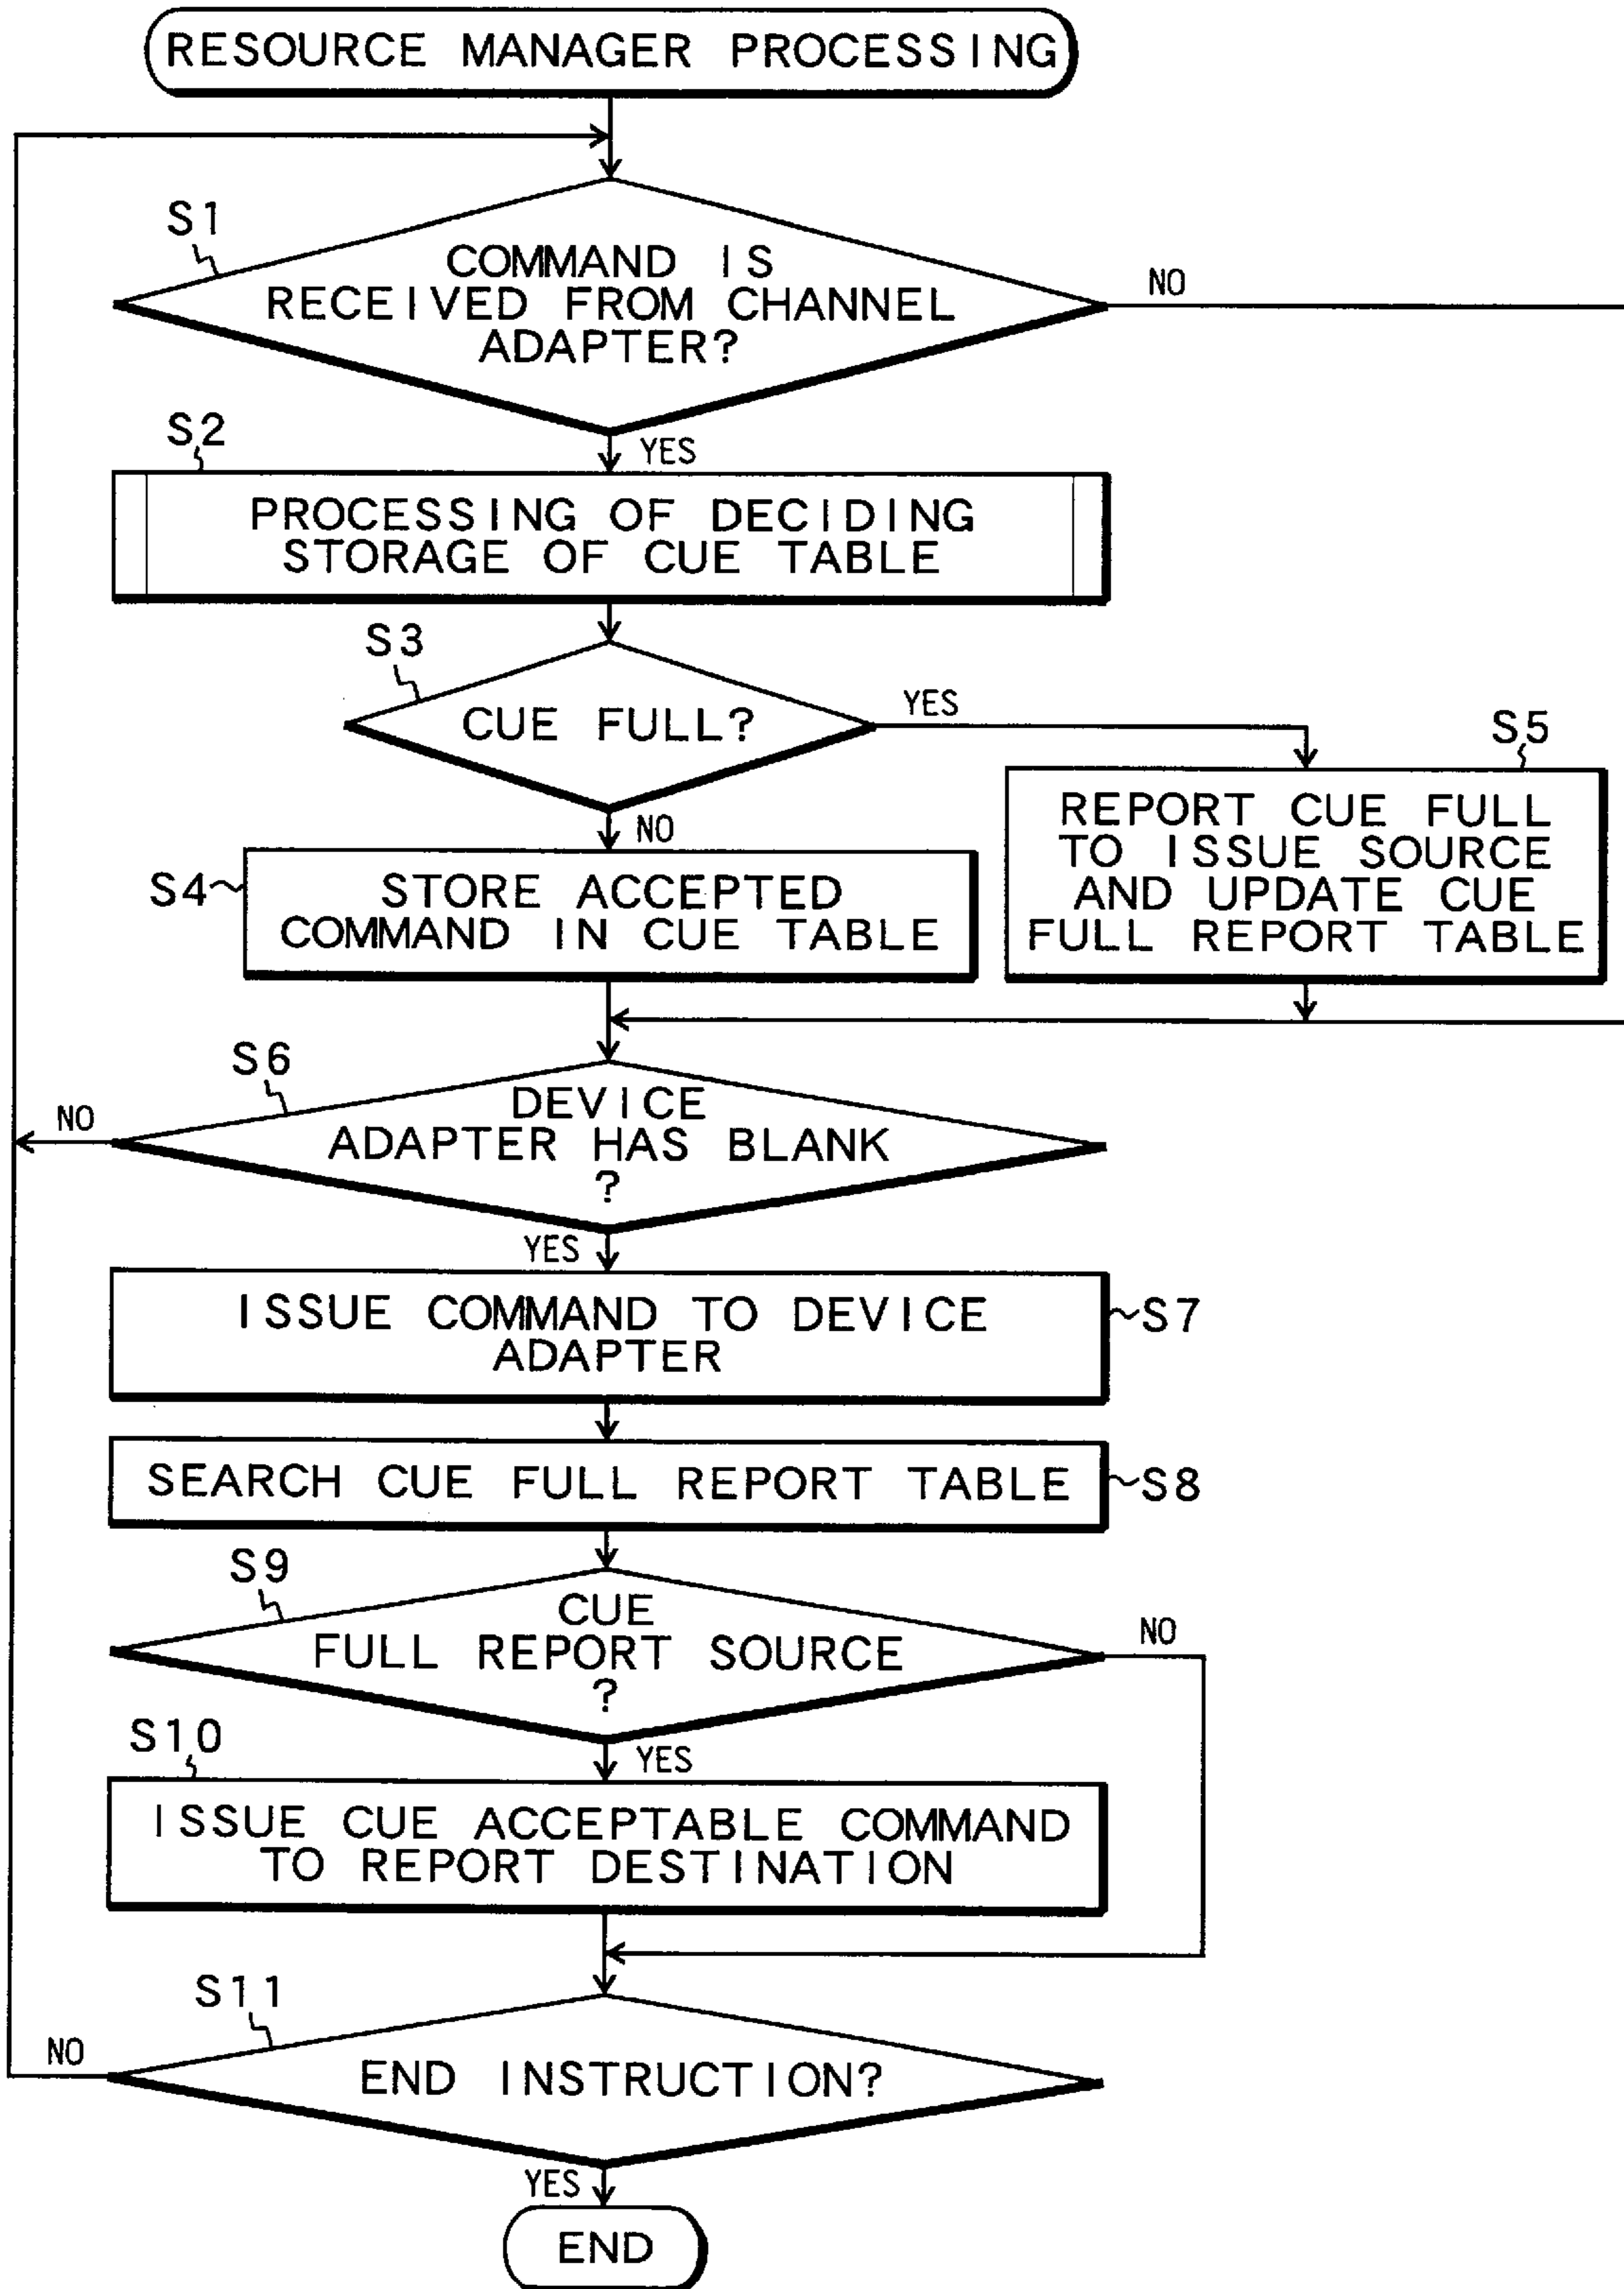 RESOURCE MANAGER PROCESSING
S1
COMMAND IS
RECEIVED FROM CHANNEL
ADAPTER?
NO
YES
S2
PROCESSING OF DECIDING
STORAGE OF CUE TABLE
S3
CUE FULL?
YES
NO
S5
REPORT CUE FULL
TO ISSUE SOURCE
AND UPDATE CUE
FULL REPORT TABLE
S4
STORE ACCEPTED
COMMAND IN CUE TABLE
S6
NO
DEVICE
ADAPTER HAS BLANK
?
YES
ISSUE COMMAND TO DEVICE
ADAPTER
S7
SEARCH CUE FULL REPORT TABLE
S8
S9
CUE
FULL REPORT SOURCE
?
NO
YES
S10
ISSUE CUE ACCEPTABLE COMMAND
TO REPORT DESTINATION
S11
NO
END INSTRUCTION?
YES
END